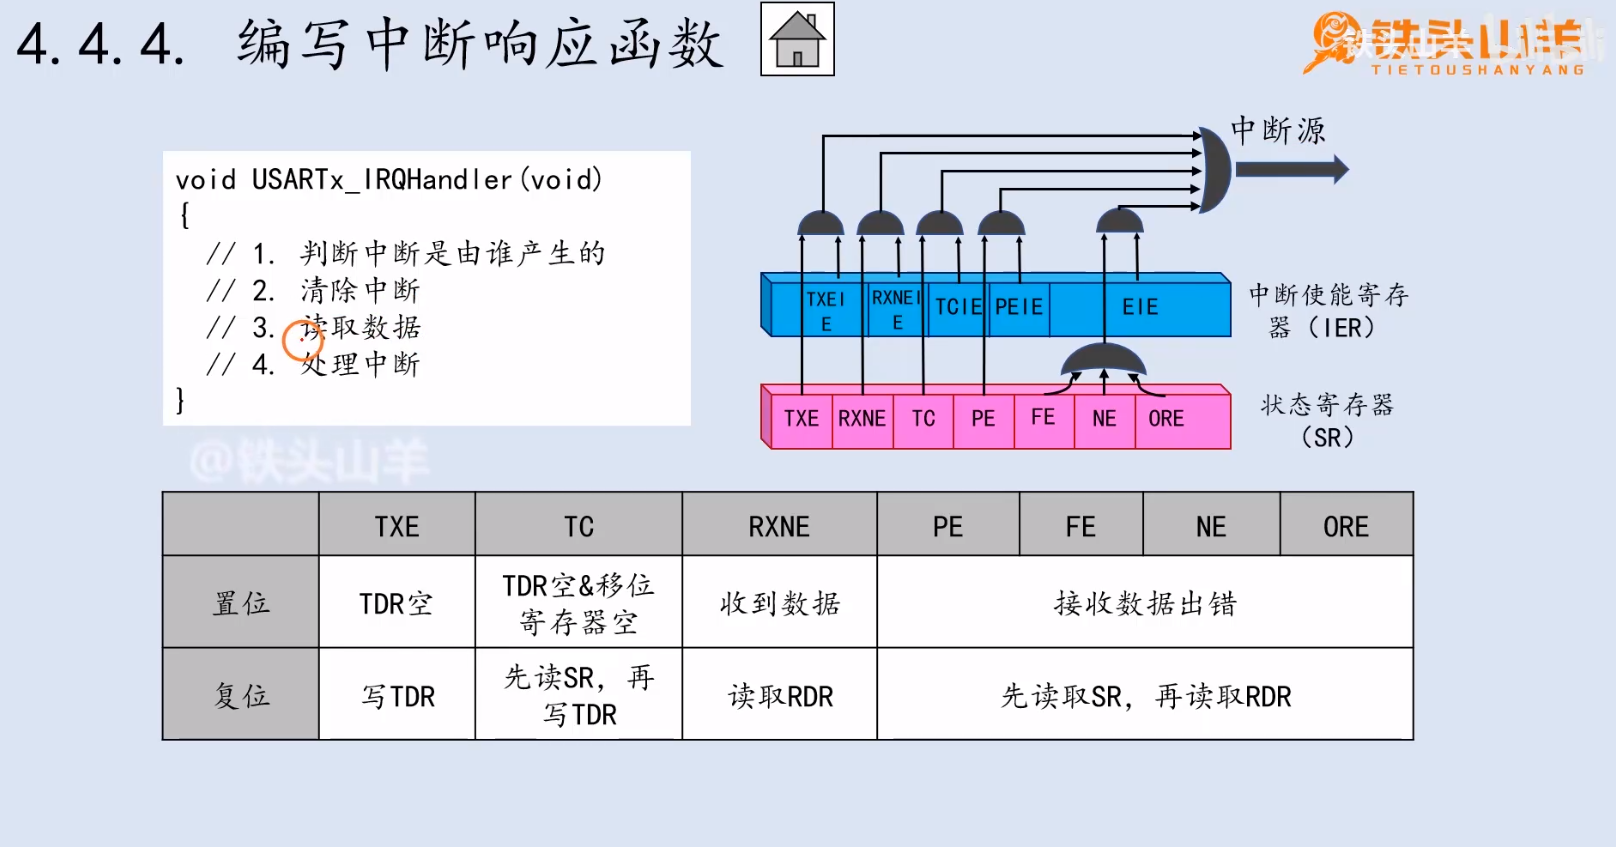 4.4.4. 编写中断响应函数
铁头山羊
TIETOUSHANYANG
void USARTx_IRQHandler(void)
{
// 1. 判断中断是由谁产生的
// 2. 清除中断
// 3. 读取数据
// 4. 处理中断
}
@铁头山羊
中断源
TXEI
E
RXNEI
E
TCIE
PEIE
EIE
中断使能寄存
器（IER）
TXE
RXNE
TC
PE
FE
NE
ORE
状态寄存器
（SR）
TXE
TC
RXNE
PE
FE
NE
ORE
置位
TDR空
TDR空&移位
寄存器空
收到数据
接收数据出错
复位
写TDR
先读SR，再
写TDR
读取RDR
先读取SR，再读取RDR